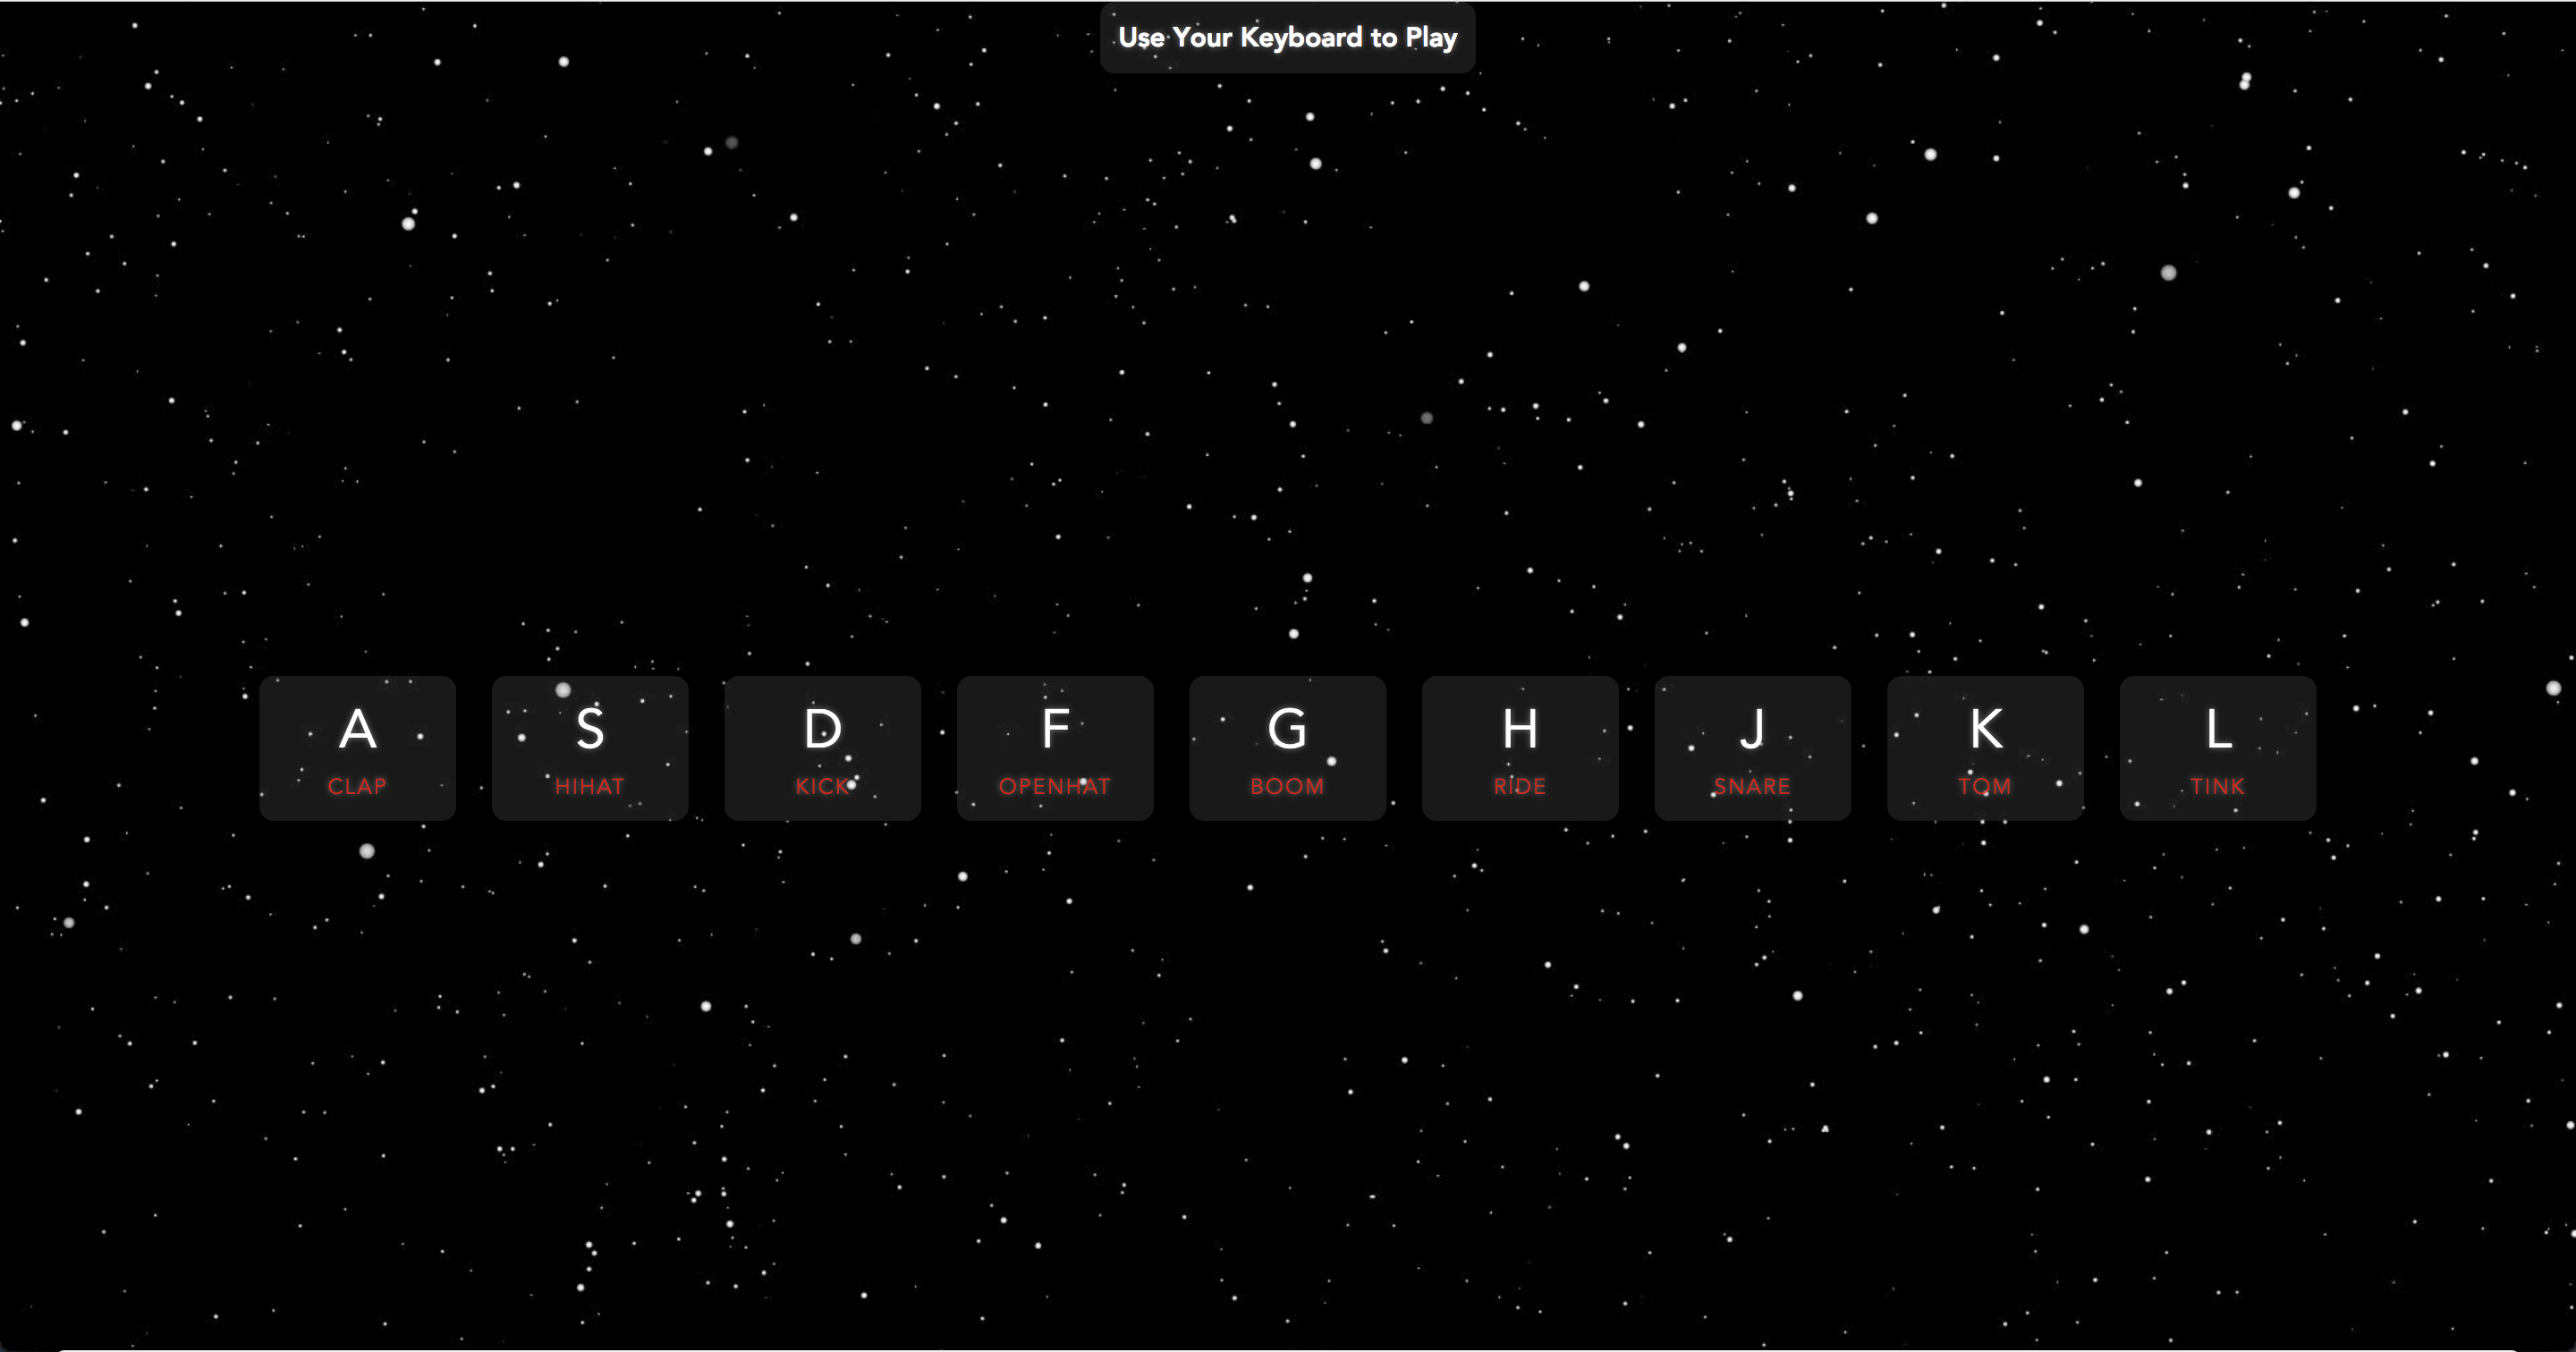 Use Your Keyboard to Play
A S D F G H J K L
CLAP HIHAT KICK OPENHAT BOOM RIDE SNARE TOM TINK